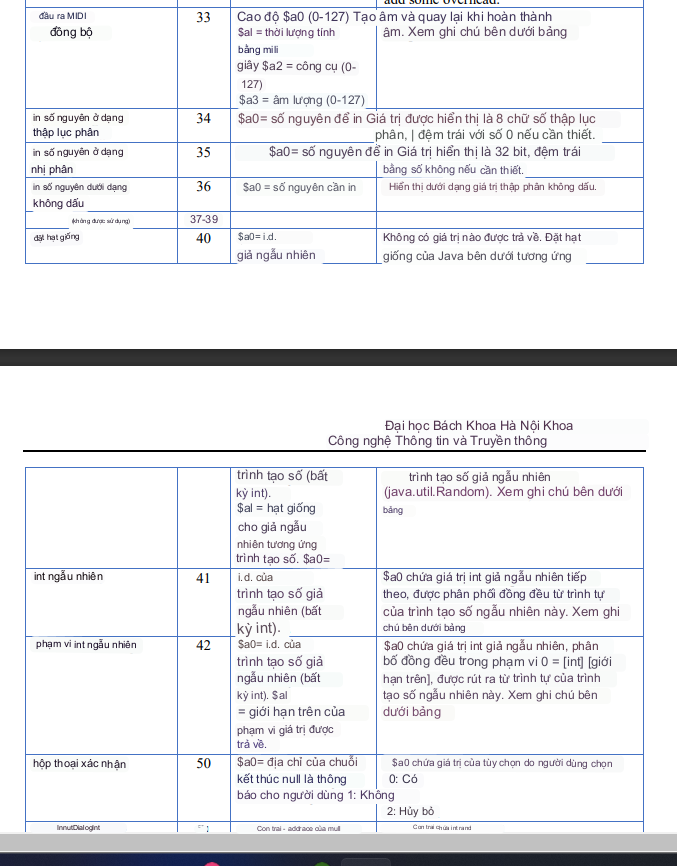 add some overhead.
đầu ra MIDI
đồng bộ
33
Cao độ $a0 (0-127) Tạo âm và quay lại khi hoàn thành
$al = thời lượng tính
âm. Xem ghi chú bên dưới bảng
bằng mili
giây $a2 = công cụ (0-
127)
$a3 = âm lượng (0-127)
in số nguyên ở dạng
thập lục phân
34
$a0= số nguyên để in Giá trị được hiển thị là 8 chữ số thập lục
phân, | đệm trái với số 0 nếu cần thiết.
in số nguyên ở dạng
nhị phân
35
$a0= số nguyên để in Giá trị hiển thị là 32 bit, đệm trái
bằng số không nếu cần thiết.
in số nguyên dưới dạng
không dấu
36
$a0 = số nguyên cần in
Hiển thị dưới dạng giá trị thập phân không dấu.
(không được sử dụng)
37-39
đặt hạt giống
40
$a0= i.d.
giả ngẫu nhiên
Không có giá trị nào được trả về. Đặt hạt
giống của Java bên dưới tương ứng
Đại học Bách Khoa Hà Nội Khoa
Công nghệ Thông tin và Truyền thông
trình tạo số (bất
kỳ int).
$al = hạt giống
cho giả ngẫu
nhiên tương ứng
trình tạo số. $a0=
trình tạo số giả ngẫu nhiên
(java.util.Random). Xem ghi chú bên dưới
bảng
int ngẫu nhiên
41
i.d. của
trình tạo số giả
ngẫu nhiên (bất
kỳ int).
$a0 chứa giá trị int giả ngẫu nhiên tiếp
theo, được phân phối đồng đều từ trình tự
của trình tạo số ngẫu nhiên này. Xem ghi
chú bên dưới bảng
phạm vi int ngẫu nhiên
42
$a0= i.d. của
trình tạo số giả
ngẫu nhiên (bất
kỳ int). $al
= giới hạn trên của
phạm vi giá trị được
trả về.
$a0 chứa giá trị int giả ngẫu nhiên, phân
bố đồng đều trong phạm vi 0 = [int] [giới
hạn trên], được rút ra từ trình tự của trình
tạo số ngẫu nhiên này. Xem ghi chú bên
dưới bảng
hộp thoại xác nhận
50
$a0= địa chỉ của chuỗi
kết thúc null là thông
báo cho người dùng 1: Không
$a0 chứa giá trị của tùy chọn do người dùng chọn
0: Có
2: Hủy bỏ
InputDialogInt
Con trai - address của null
Con trai chứa int